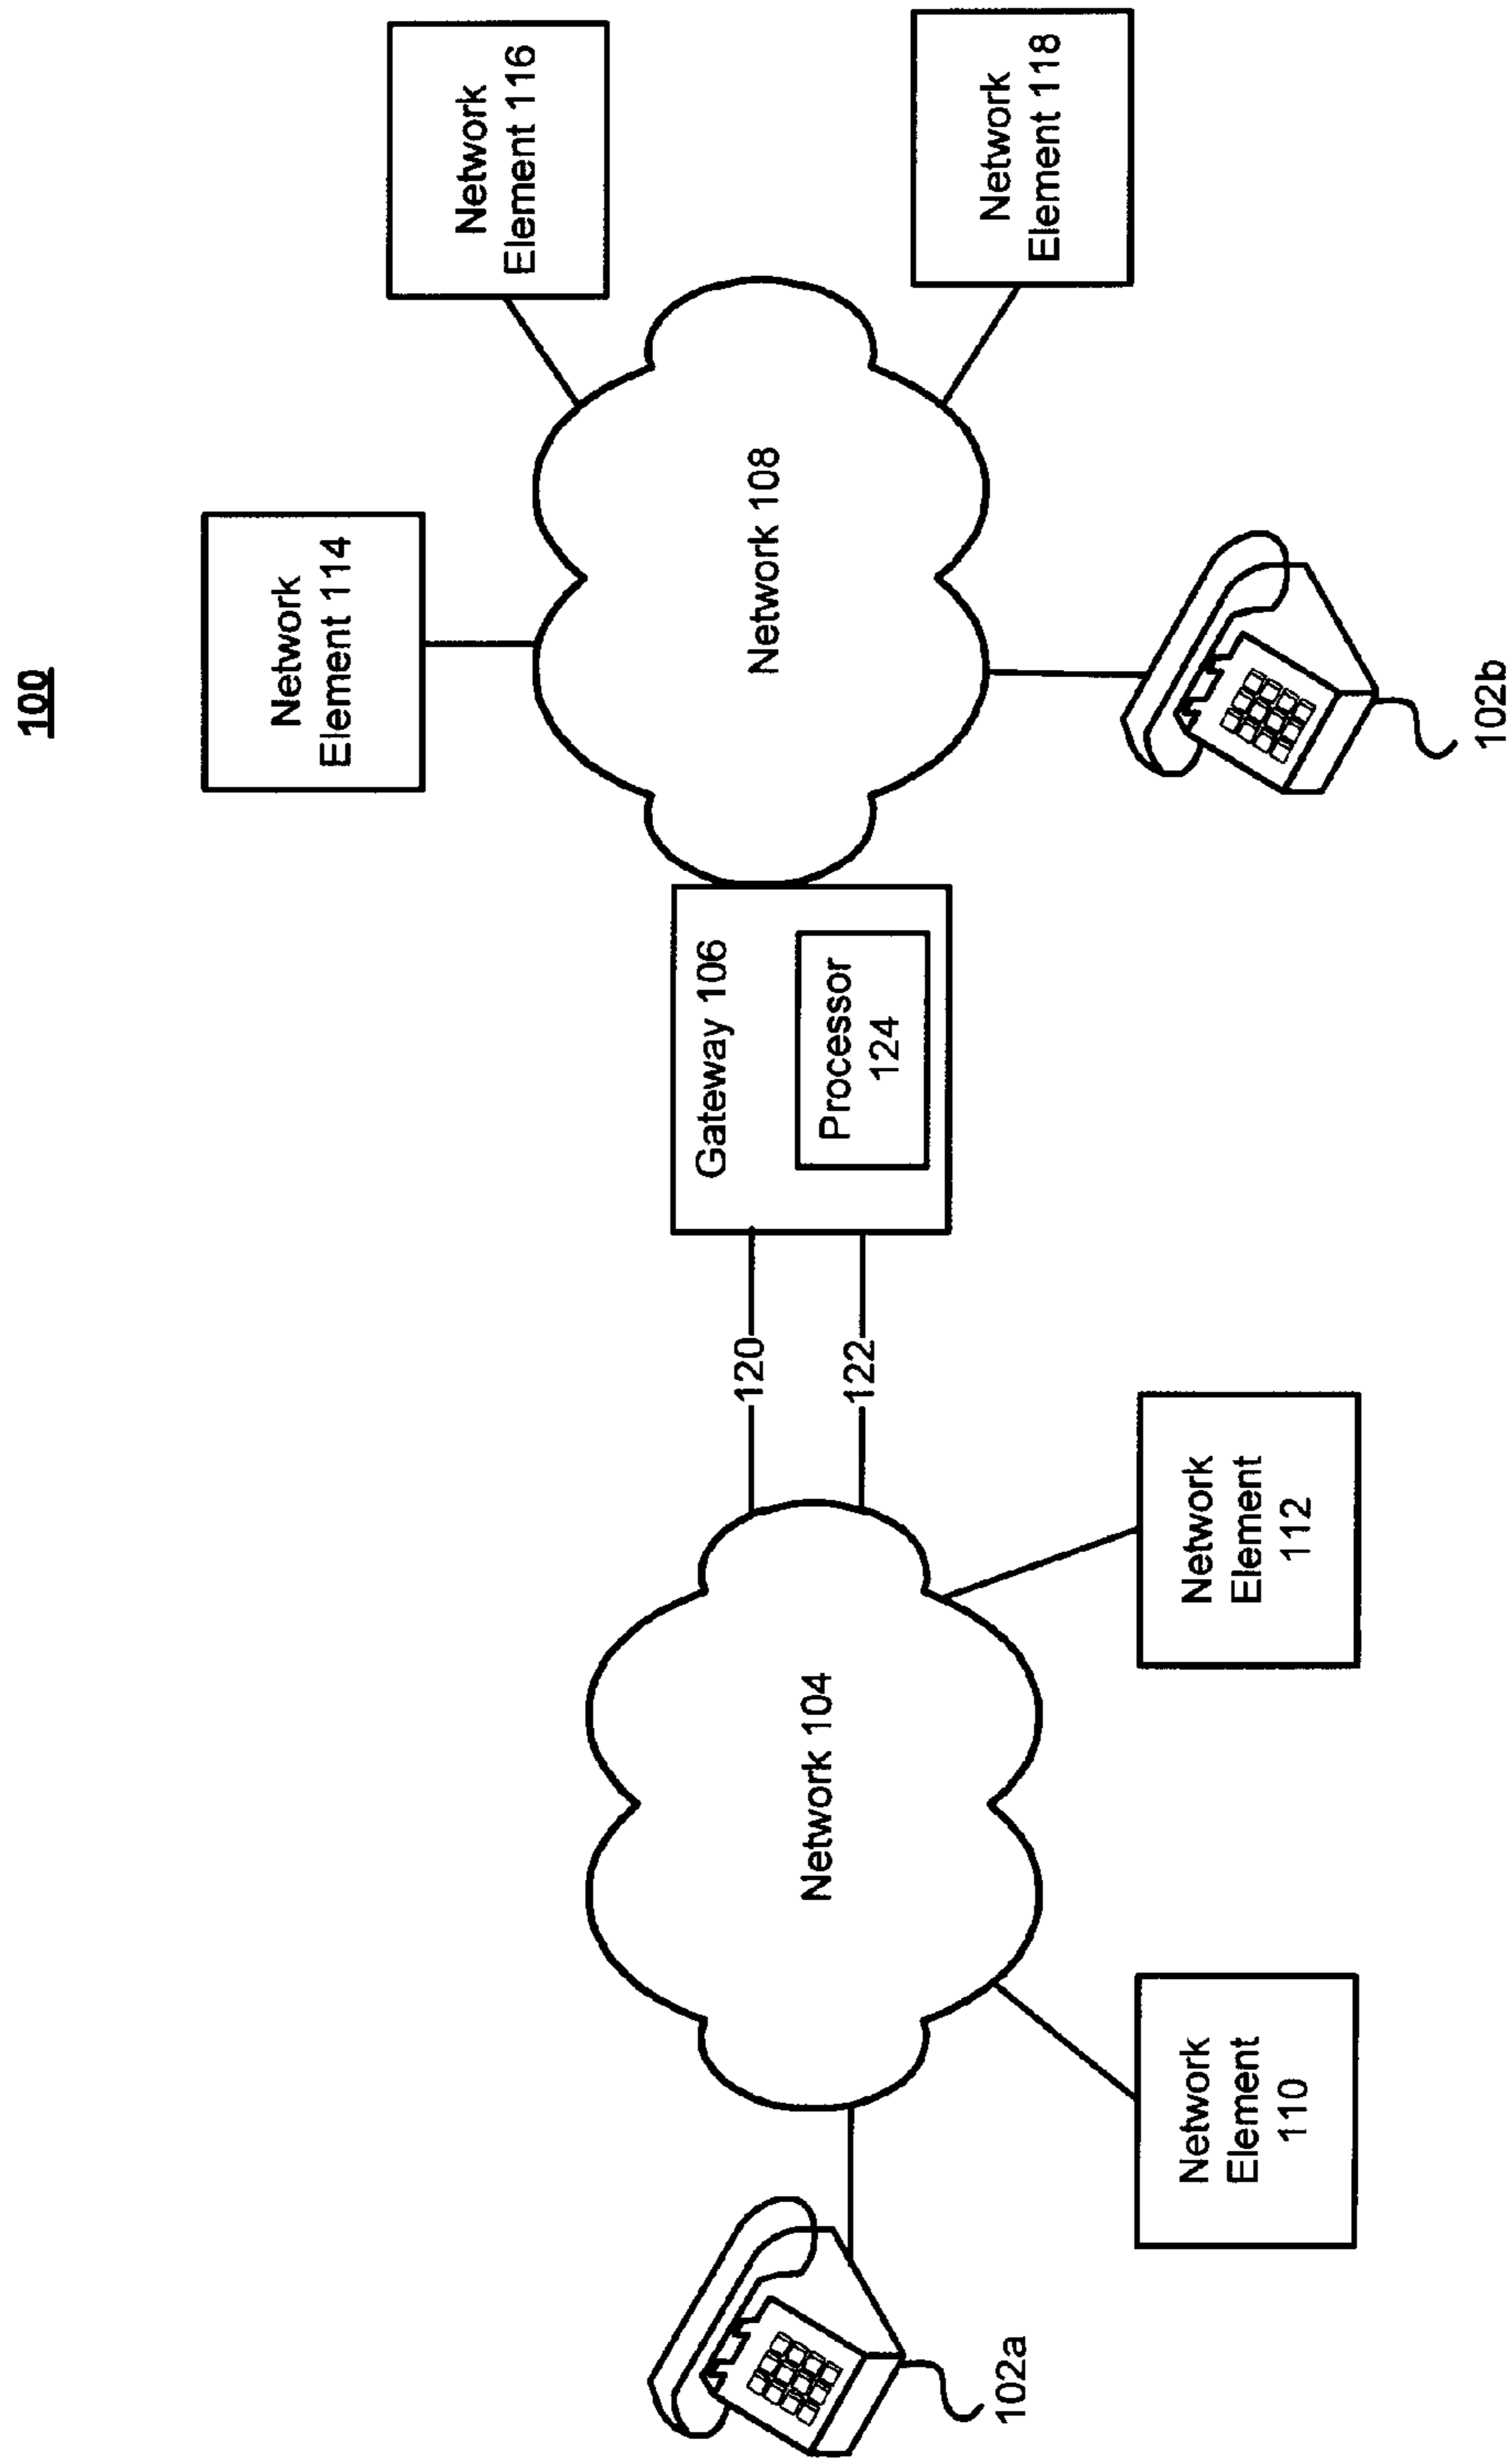 100
Network
Element 114
Network
Element 116
Network 108
Network
Element 118
Gateway 106
Processor
124
120
122
102b
Network 104
102a
Network
Element
110
Network
Element
112